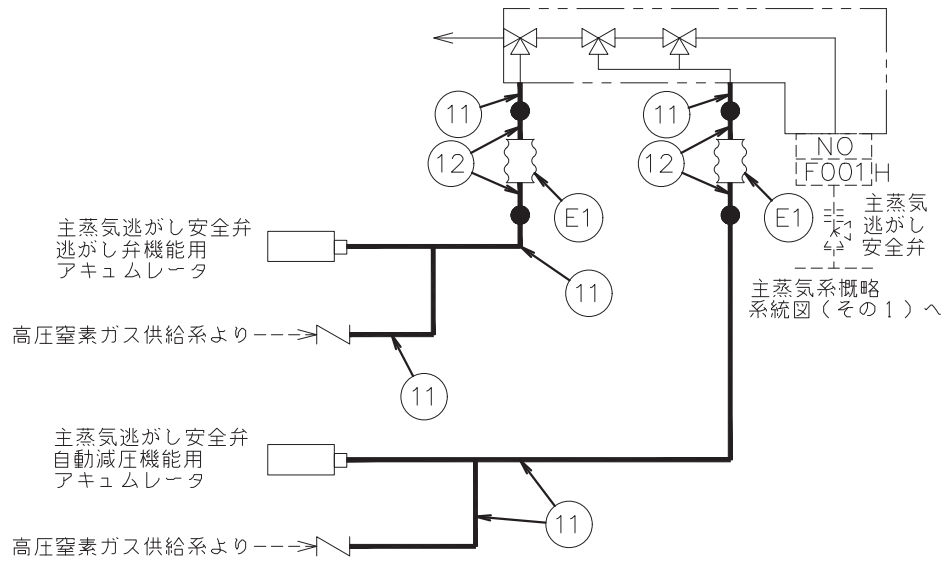 11
11
12
12
E1
E1
NO
F001H
主蒸気
逃がし
安全弁
主蒸気系概略
系統図（その１）へ
主蒸気逃がし安全弁
逃がし弁機能用
アキュムレータ
11
高圧窒素ガス供給系より
11
主蒸気逃がし安全弁
自動減圧機能用
アキュムレータ
11
高圧窒素ガス供給系より